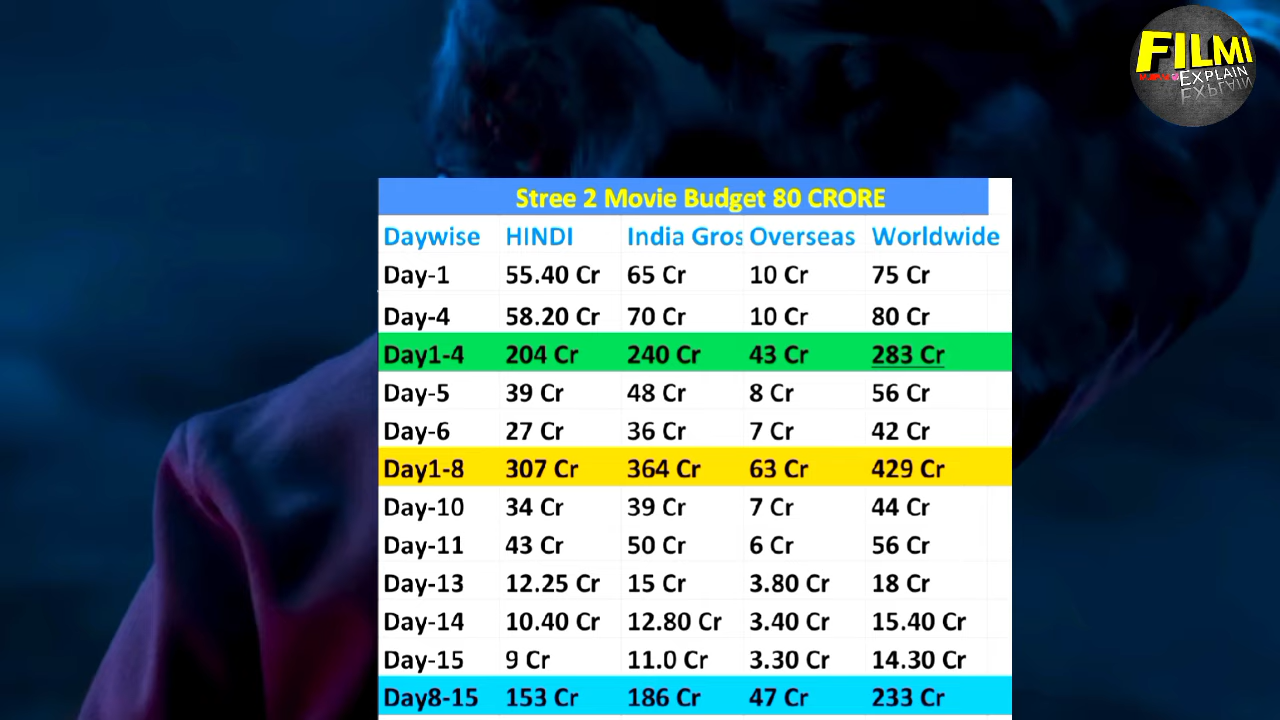 FILMI
EXPLAIN
Stree 2 Movie Budget 80 CRORE
Daywise HINDI India Gros Overseas Worldwide
Day-1 55.40 Cr 65 Cr 10 Cr 75 Cr
Day-4 58.20 Cr 70 Cr 10 Cr 80 Cr
Day1-4 204 Cr 240 Cr 43 Cr 283 Cr
Day-5 39 Cr 48 Cr 8 Cr 56 Cr
Day-6 27 Cr 36 Cr 7 Cr 42 Cr
Day1-8 307 Cr 364 Cr 63 Cr 429 Cr
Day-10 34 Cr 39 Cr 7 Cr 44 Cr
Day-11 43 Cr 50 Cr 6 Cr 56 Cr
Day-13 12.25 Cr 15 Cr 3.80 Cr 18 Cr
Day-14 10.40 Cr 12.80 Cr 3.40 Cr 15.40 Cr
Day-15 9 Cr 11.0 Cr 3.30 Cr 14.30 Cr
Day8-15 153 Cr 186 Cr 47 Cr 233 Cr